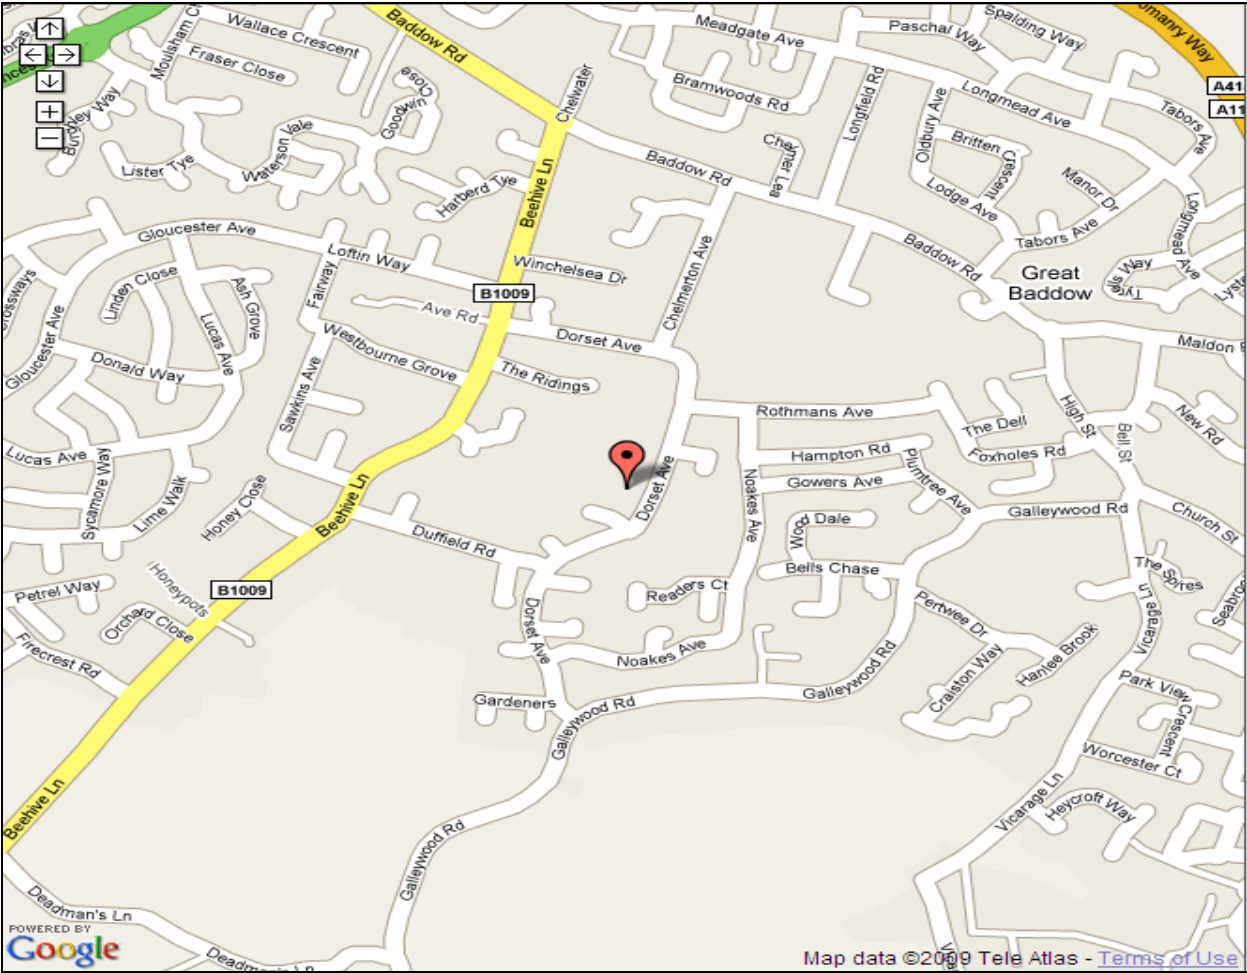 Wallace Crescent
Baddow Rd
Meadgate Ave
Paschal Way
Spalding Way
Fraser Close
Moulsham
Goodwin Close
Chelwater
Bramwoods Rd
Longfield Rd
Longmead Ave
Tabors Ave
A41
A11
Lister Tye
Waterson Vale
Harberd Tye
Beehive Ln
Baddow Rd
Chelmer Lea
Oldbury Ave
Britten Crescent
Lodge Ave
Manor Dr
Tabors Ave
Longmead Ave
Gloucester Ave
Loftin Way
Winchelsea Dr
Chelmerton Ave
Baddow Rd
Great
Baddow
Linden Close
Ash Grove
Fairway
B1009
Ave Rd
Dorset Ave
Gloucester Ave
Lucas Ave
Westbourne Grove
The Ridings
Maldon
Donald Way
Sawkins Ave
Rothmans Ave
The Dell
High St
Bell St
New Rd
Lucas Ave
Sycamore Way
Lime Walk
Honey Close
Beehive Ln
Dorset Ave
Hampton Rd
Foxholes Rd
Gowers Ave
Plumtree Ave
Noakes Ave
Galleywood Rd
Church St
Duffield Rd
Wood Dale
Bells Chase
The Spires
Petrel Way
Honeypots
B1009
Orchard Close
Readers Ct
Pertwee Dr
Vicarage Ln
Firecrest Rd
Dorset Ave
Noakes Ave
Hanlee Brook
Craiston Way
Galleywood Rd
Park View Crescent
Gardeners
Galleywood Rd
Worcester Ct
Beehive Ln
Galleywood Rd
Vicarage Ln
Heycroft Way
Deadman's Ln
POWERED BY
Google
Map data ©2009 Tele Atlas - Terms of Use